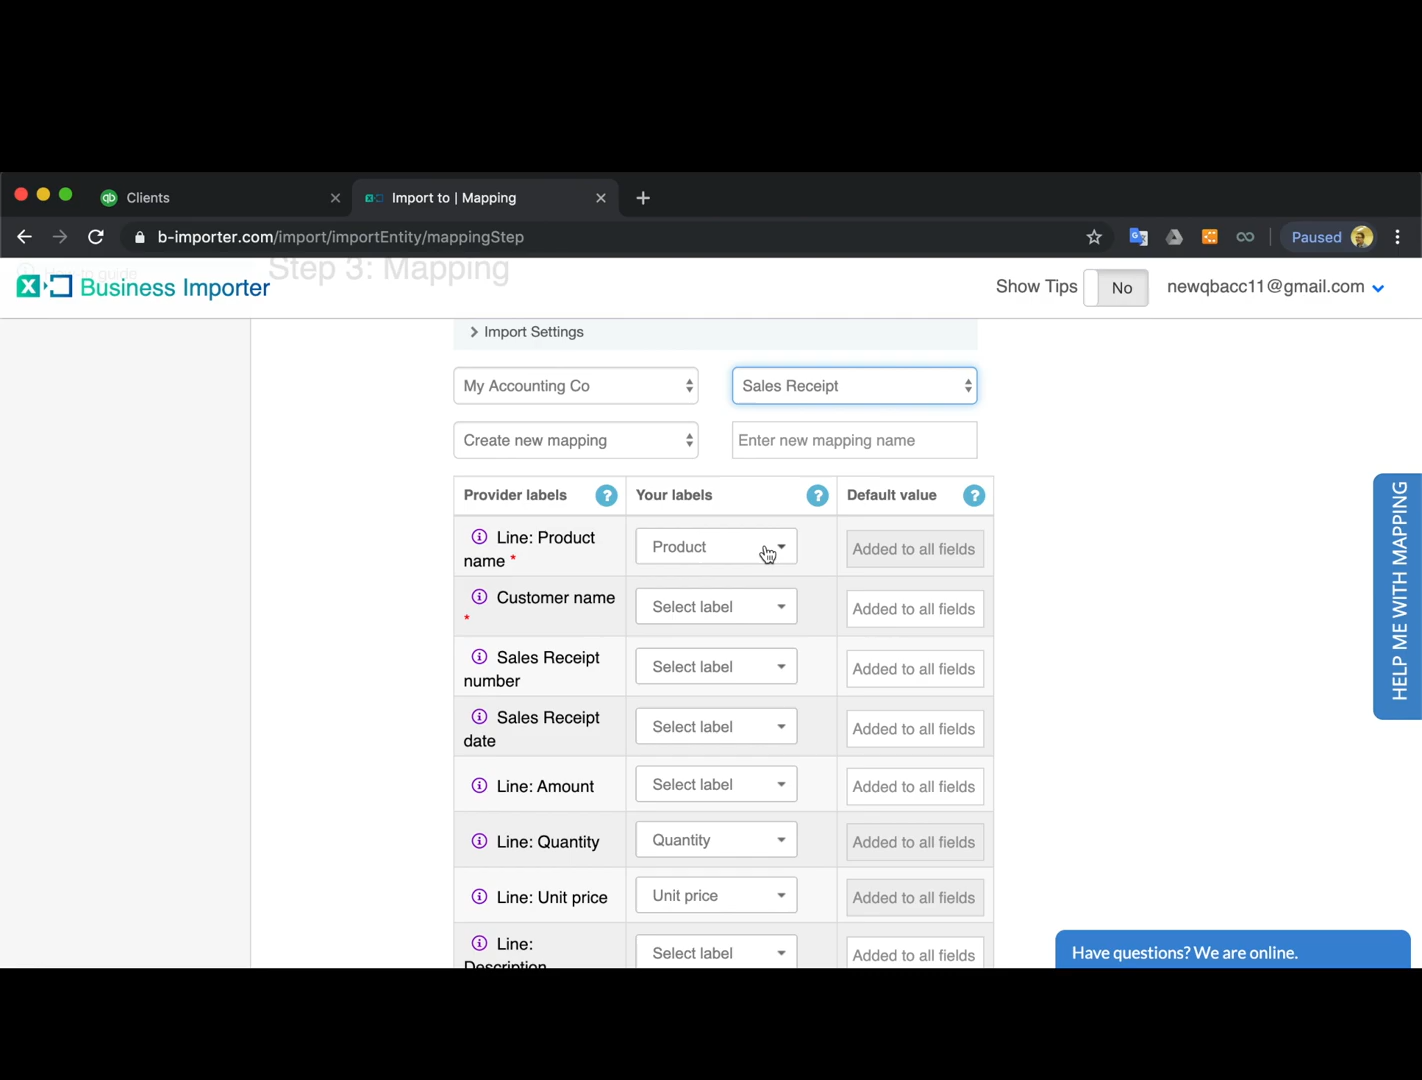 Clients
Import to | Mapping
b-importer.com/import/importEntity/mappingStep
Paused
How to guide
Step 3: Mapping
Business Importer
Show Tips
No
newqbacc11@gmail.com
Import Settings
My Accounting Co
Sales Receipt
Create new mapping
Enter new mapping name
Provider labels ?
Your labels ?
Default value ?
Line: Product
name *
Product
Added to all fields
Customer name
*
Select label
Added to all fields
Sales Receipt
number
Select label
Added to all fields
Sales Receipt
date
Select label
Added to all fields
Line: Amount
Select label
Added to all fields
Line: Quantity
Quantity
Added to all fields
Line: Unit price
Unit price
Added to all fields
Line:
Description
Select label
Added to all fields
HELP ME WITH MAPPING
Have questions? We are online.